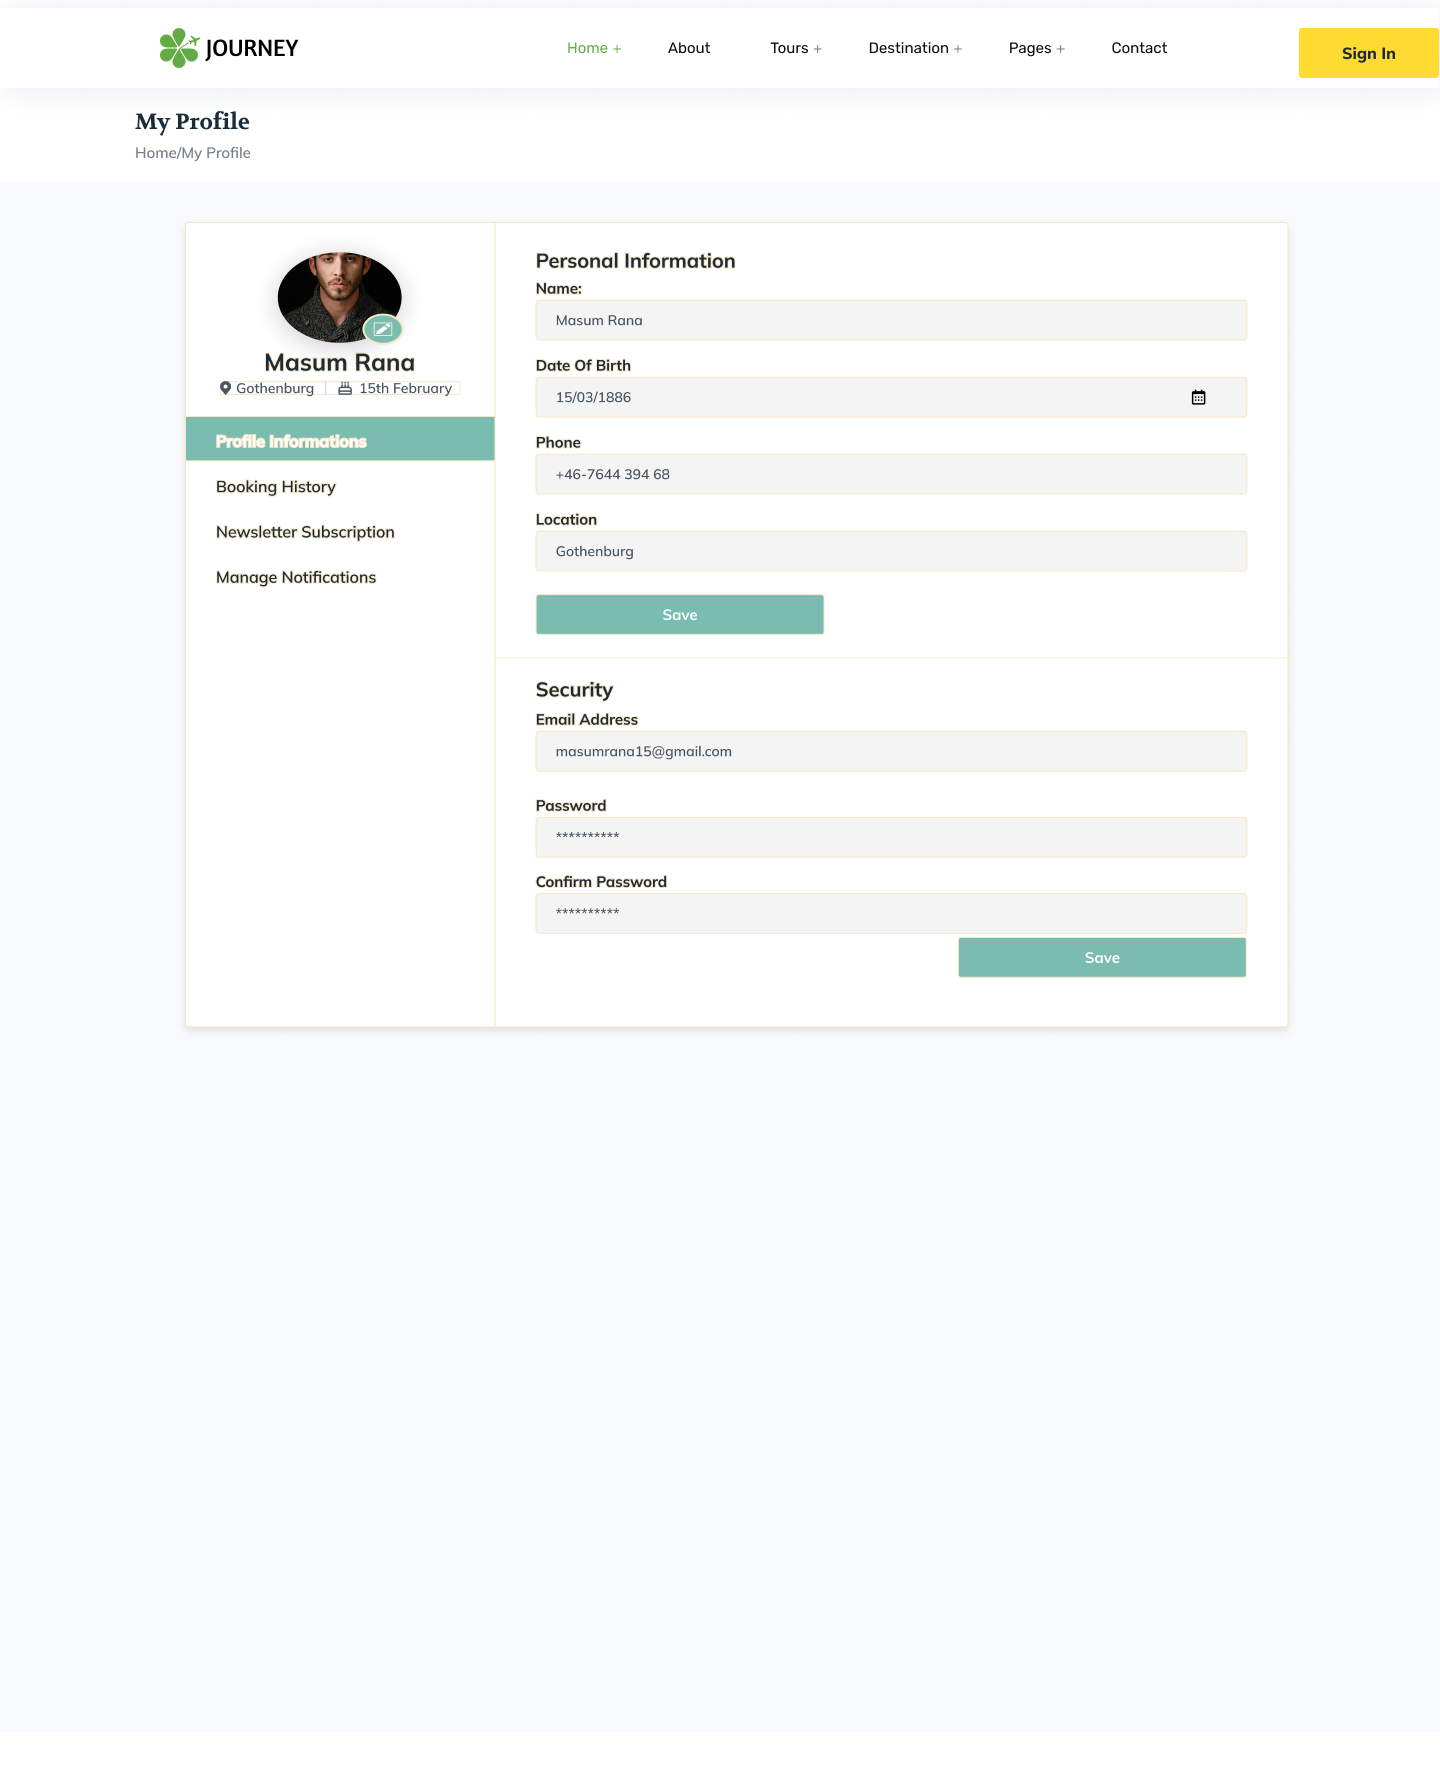 JOURNEY
Home + About Tours + Destination + Pages + Contact Sign In
My Profile
Home/My Profile
Masum Rana
Gothenburg 15th February
Profile Informations
Booking History
Newsletter Subscription
Manage Notifications
Personal Information
Name:
Masum Rana
Date Of Birth
15/03/1886
Phone
+46-7644 394 68
Location
Gothenburg
Save
Security
Email Address
masumrana15@gmail.com
Password
**********
Confirm Password
**********
Save